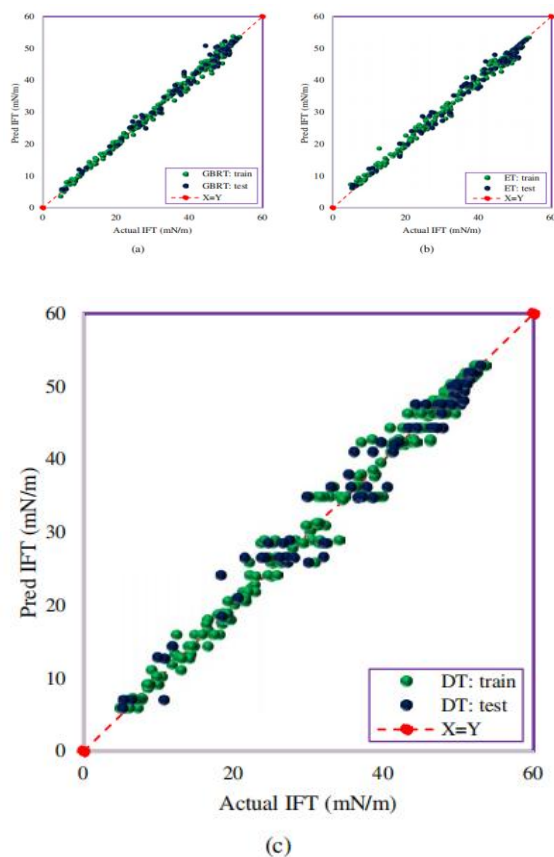 60
50
40
30
20
10
0
Pred IFT (mN/m)
GBRT: train
GBRT: test
X=Y
0
20
40
60
Actual IFT (mN/m)
(a)
60
50
40
30
20
10
0
Pred IFT (mN/m)
ET: train
ET: test
X=Y
0
20
40
60
Actual IFT (mN/m)
(b)
60
50
40
30
20
10
0
Pred IFT (mN/m)
DT: train
DT: test
X=Y
0
20
40
60
Actual IFT (mN/m)
(c)